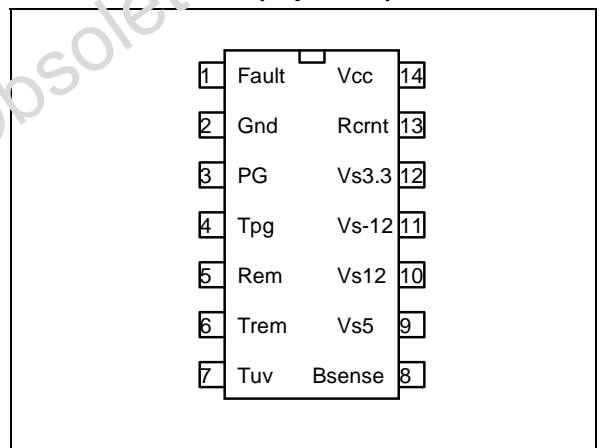 1 Fault Vcc 14
2 Gnd Rcrnt 13
3 PG Vs3.3 12
4 Tpg Vs-12 11
5 Rem Vs12 10
6 Trem Vs5 9
7 Tuv Bsense 8